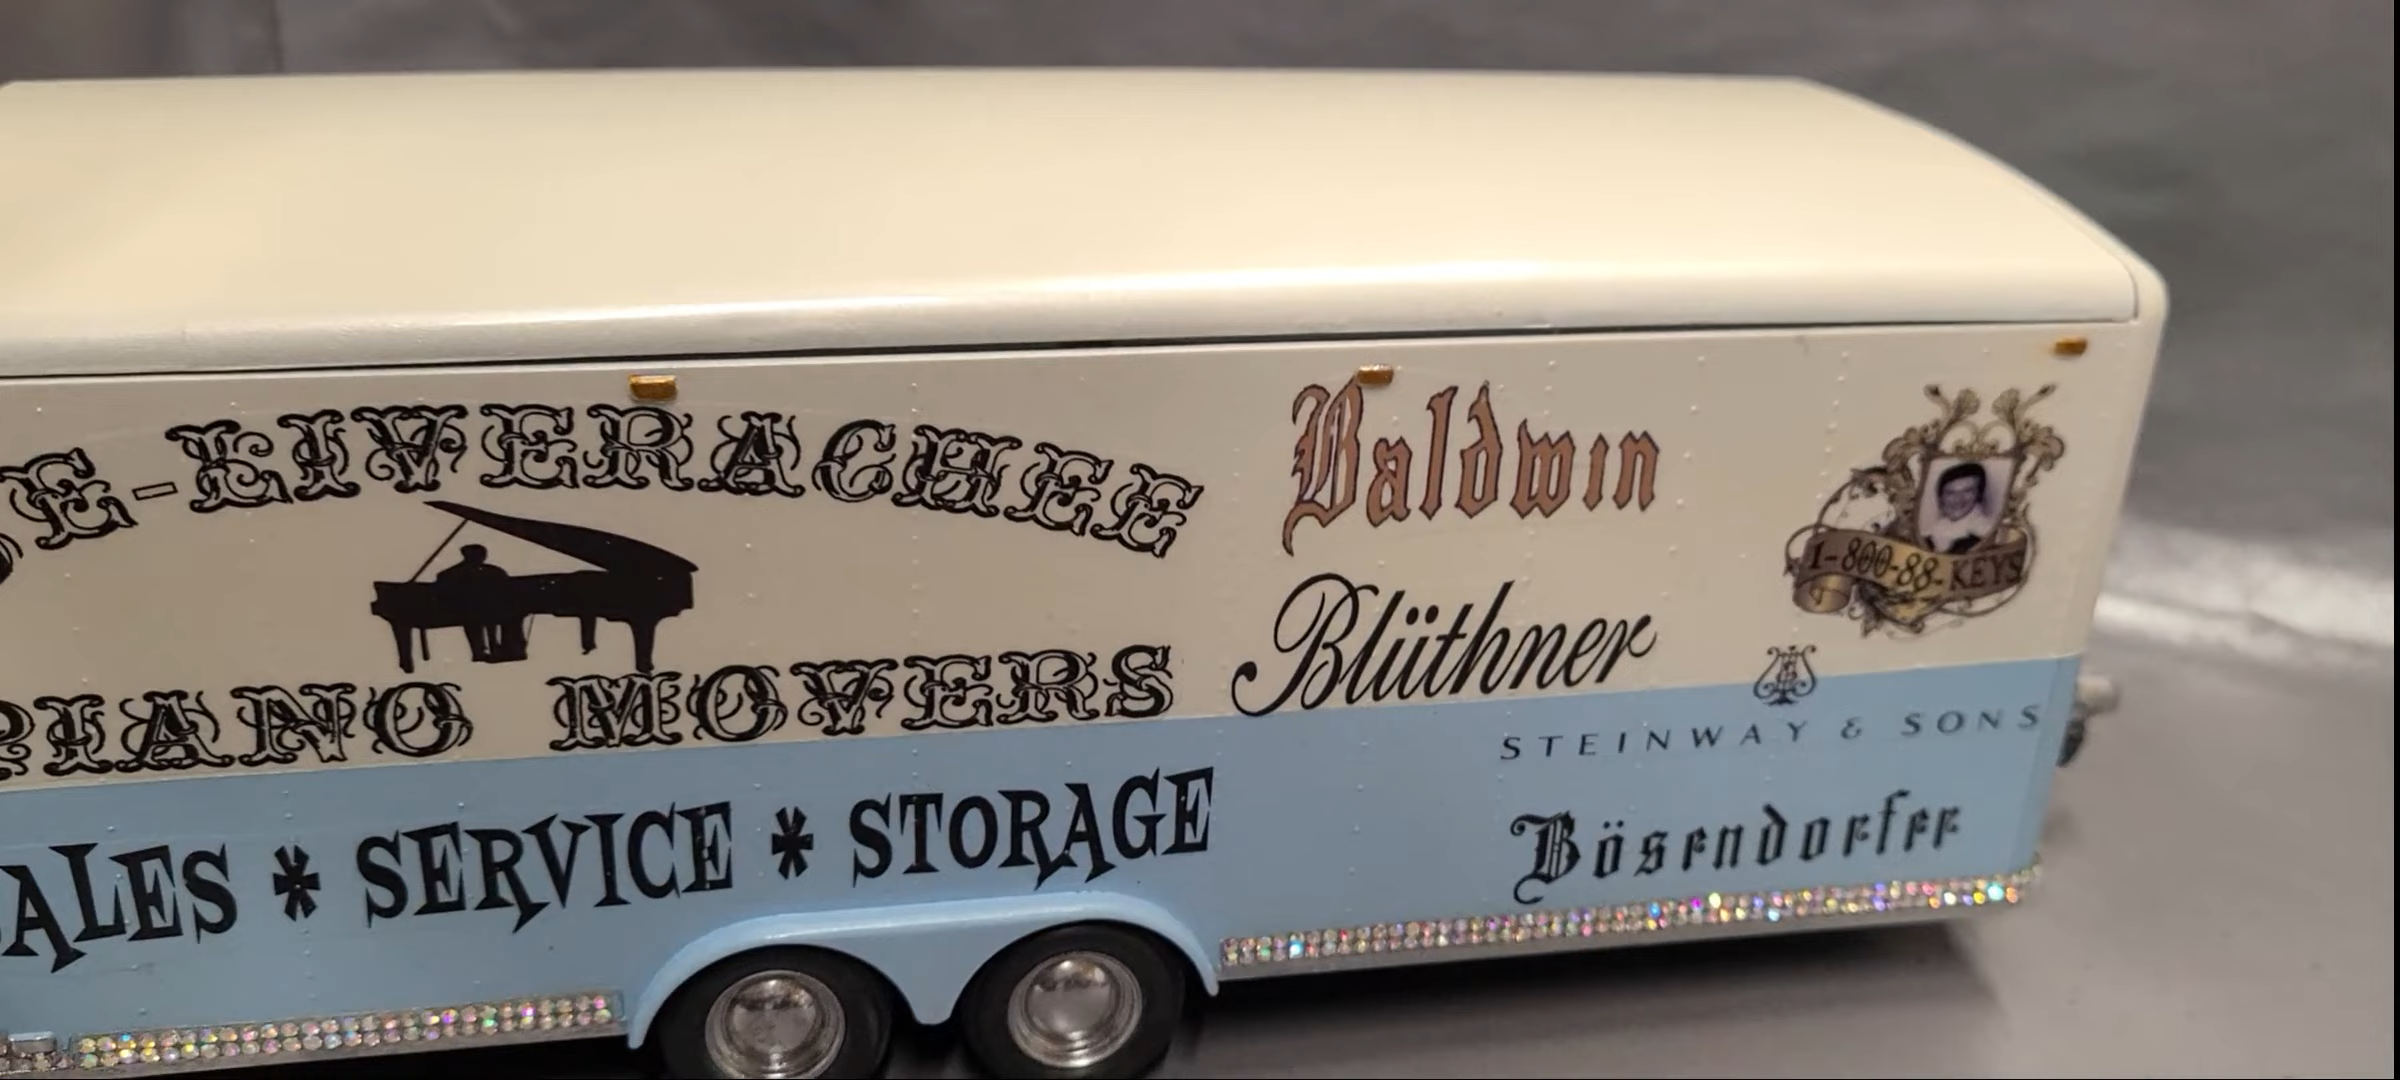 E-LIVERACHEE
PIANO MOVERS
ALES * SERVICE * STORAGE
Baldwin
Blüthner
1-800-88-KEYS
STEINWAY & SONS
Bösendorfer